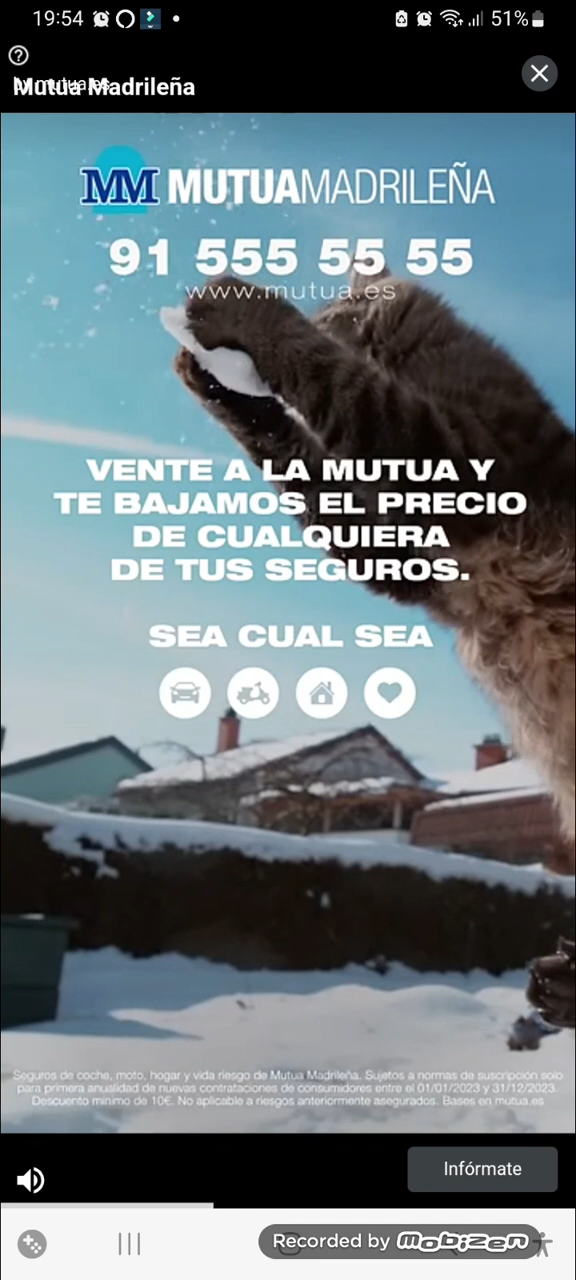 19:54
51%
by mutua.es
Mutua Madrileña
MM MUTUAMADRILEÑA
91 555 55 55
www.mutua.es
VENTE A LA MUTUA Y
TE BAJAMOS EL PRECIO
DE CUALQUIERA
DE TUS SEGUROS.
SEA CUAL SEA
Seguros de coche, moto, hogar y vida riesgo de Mutua Madrileña. Sujetos a normas de suscripción solo
para primera anualidad de nuevas contrataciones de consumidores entre el 01/01/2023 y 31/12/2023.
Descuento mínimo de 10€. No aplicable a riesgos anteriormente asegurados. Bases en mutua.es
Infórmate
Recorded by mobizen